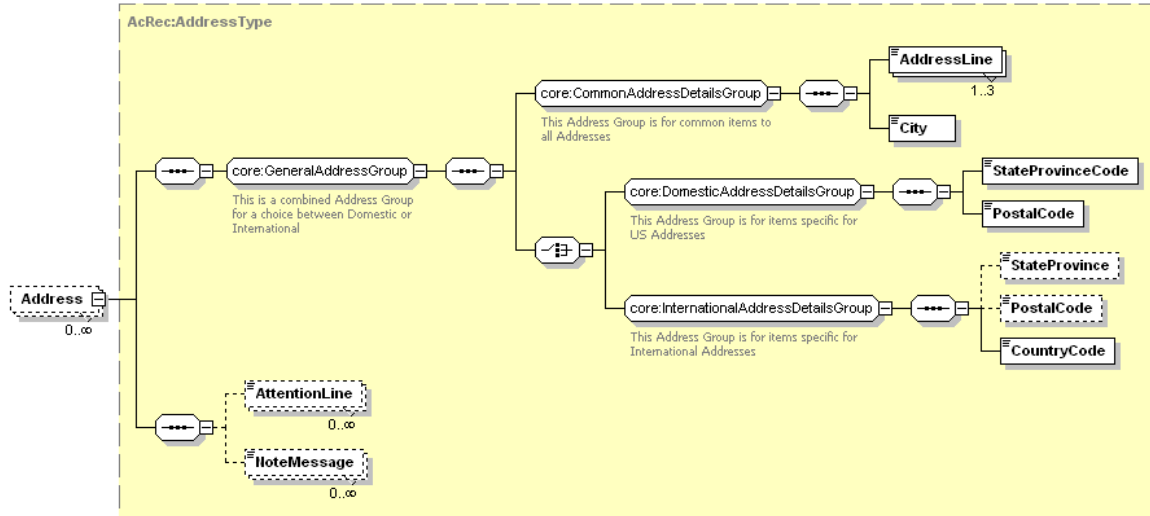 AcRec:AddressType
AddressLine
1..3
core:CommonAddressDetailsGroup
This Address Group is for common items to
all Addresses
City
core:GeneralAddressGroup
This is a combined Address Group
for a choice between Domestic or
International
StateProvinceCode
core:DomesticAddressDetailsGroup
This Address Group is for items specific for
US Addresses
PostalCode
StateProvince
core:InternationalAddressDetailsGroup
This Address Group is for items specific for
International Addresses
PostalCode
CountryCode
Address
0..∞
AttentionLine
0..∞
NoteMessage
0..∞